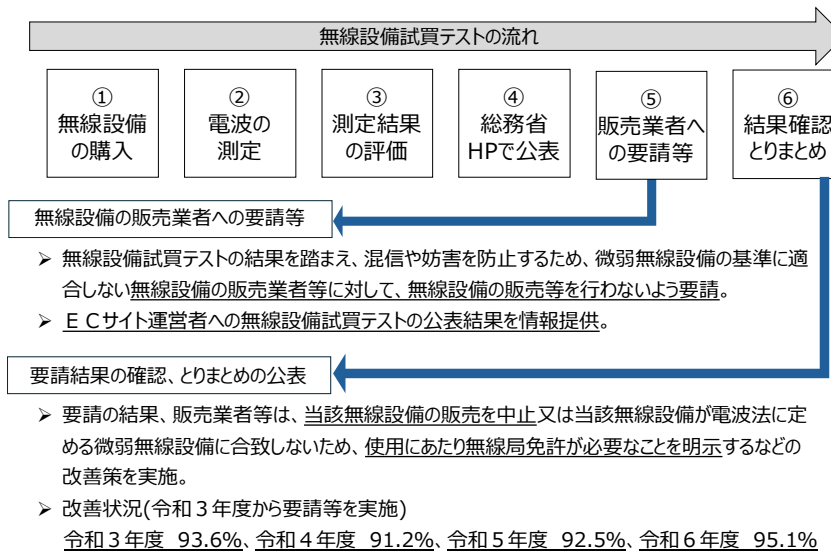 無線設備試買テストの流れ
①
無線設備
の購入
②
電波の
測定
③
測定結果
の評価
④
総務省
HPで公表
⑤
販売業者へ
の要請等
⑥
結果確認
とりまとめ
無線設備の販売業者への要請等
➢ 無線設備試買テストの結果を踏まえ、混信や妨害を防止するため、微弱無線設備の基準に適
合しない無線設備の販売業者等に対して、無線設備の販売等を行わないよう要請。
➢ ＥＣサイト運営者への無線設備試買テストの公表結果を情報提供。
要請結果の確認、とりまとめの公表
➢ 要請の結果、販売業者等は、当該無線設備の販売を中止又は当該無線設備が電波法に定
める微弱無線設備に合致しないため、使用にあたり無線局免許が必要なことを明示するなどの
改善策を実施。
➢ 改善状況(令和３年度から要請等を実施)
令和３年度 93.6%、令和４年度 91.2%、令和５年度 92.5%、令和６年度 95.1%